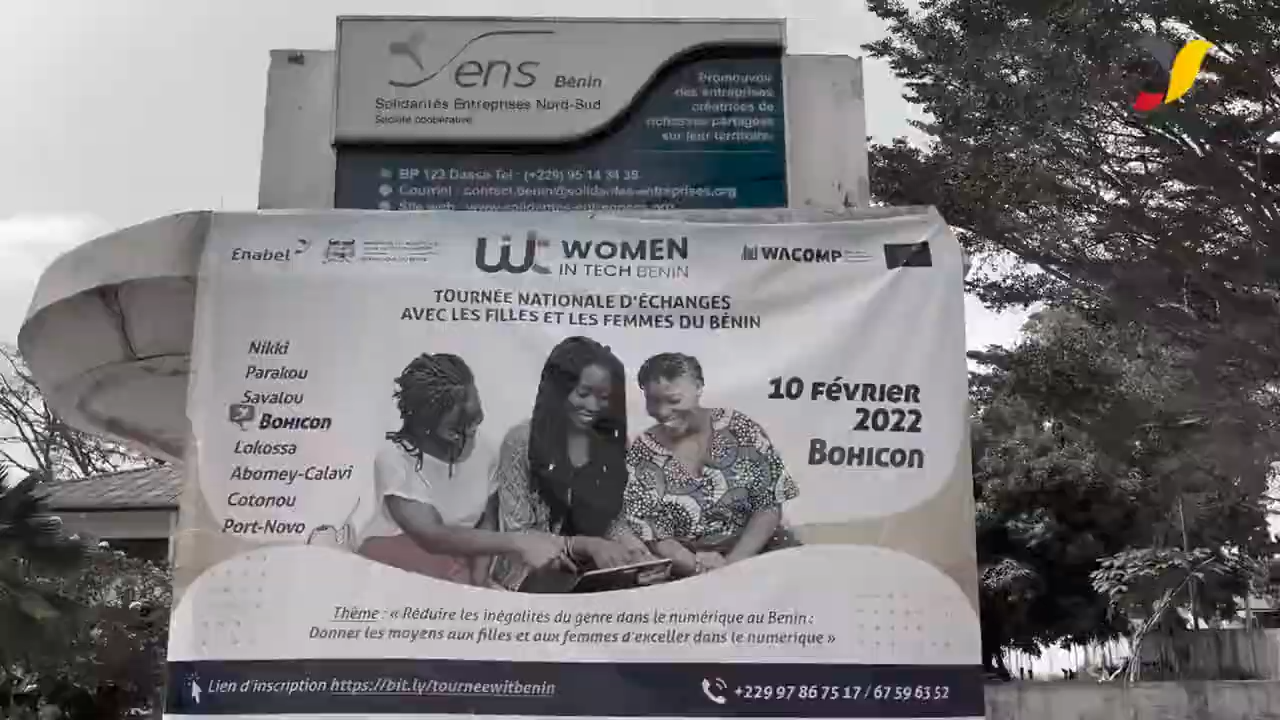 Sens Bénin
Solidarités Entreprises Nord-Sud
Société coopérative
Promouvoir
des entreprises
créatrices de
richesses partagées
sur leur territoire.
BP 123 Dassa Tel : (+229) 95 14 34 39
Courriel : contact.benin@solidarites-entreprises.org
Site web :
Enabel
wit WOMEN
IN TECH BENIN
WACOMP
TOURNÉE NATIONALE D'ÉCHANGES
AVEC LES FILLES ET LES FEMMES DU BÉNIN
Nikki
Parakou
Savalou
Bohicon
Lokossa
Abomey-Calavi
Cotonou
Port-Novo
10 Février
2022
Bohicon
Thème : « Réduire les inégalités du genre dans le numérique au Benin :
Donner les moyens aux filles et aux femmes d'exceller dans le numérique »
Lien d'inscription https://bit.ly/tourneewitbenin
+229 97 86 75 17 / 67 59 63 52